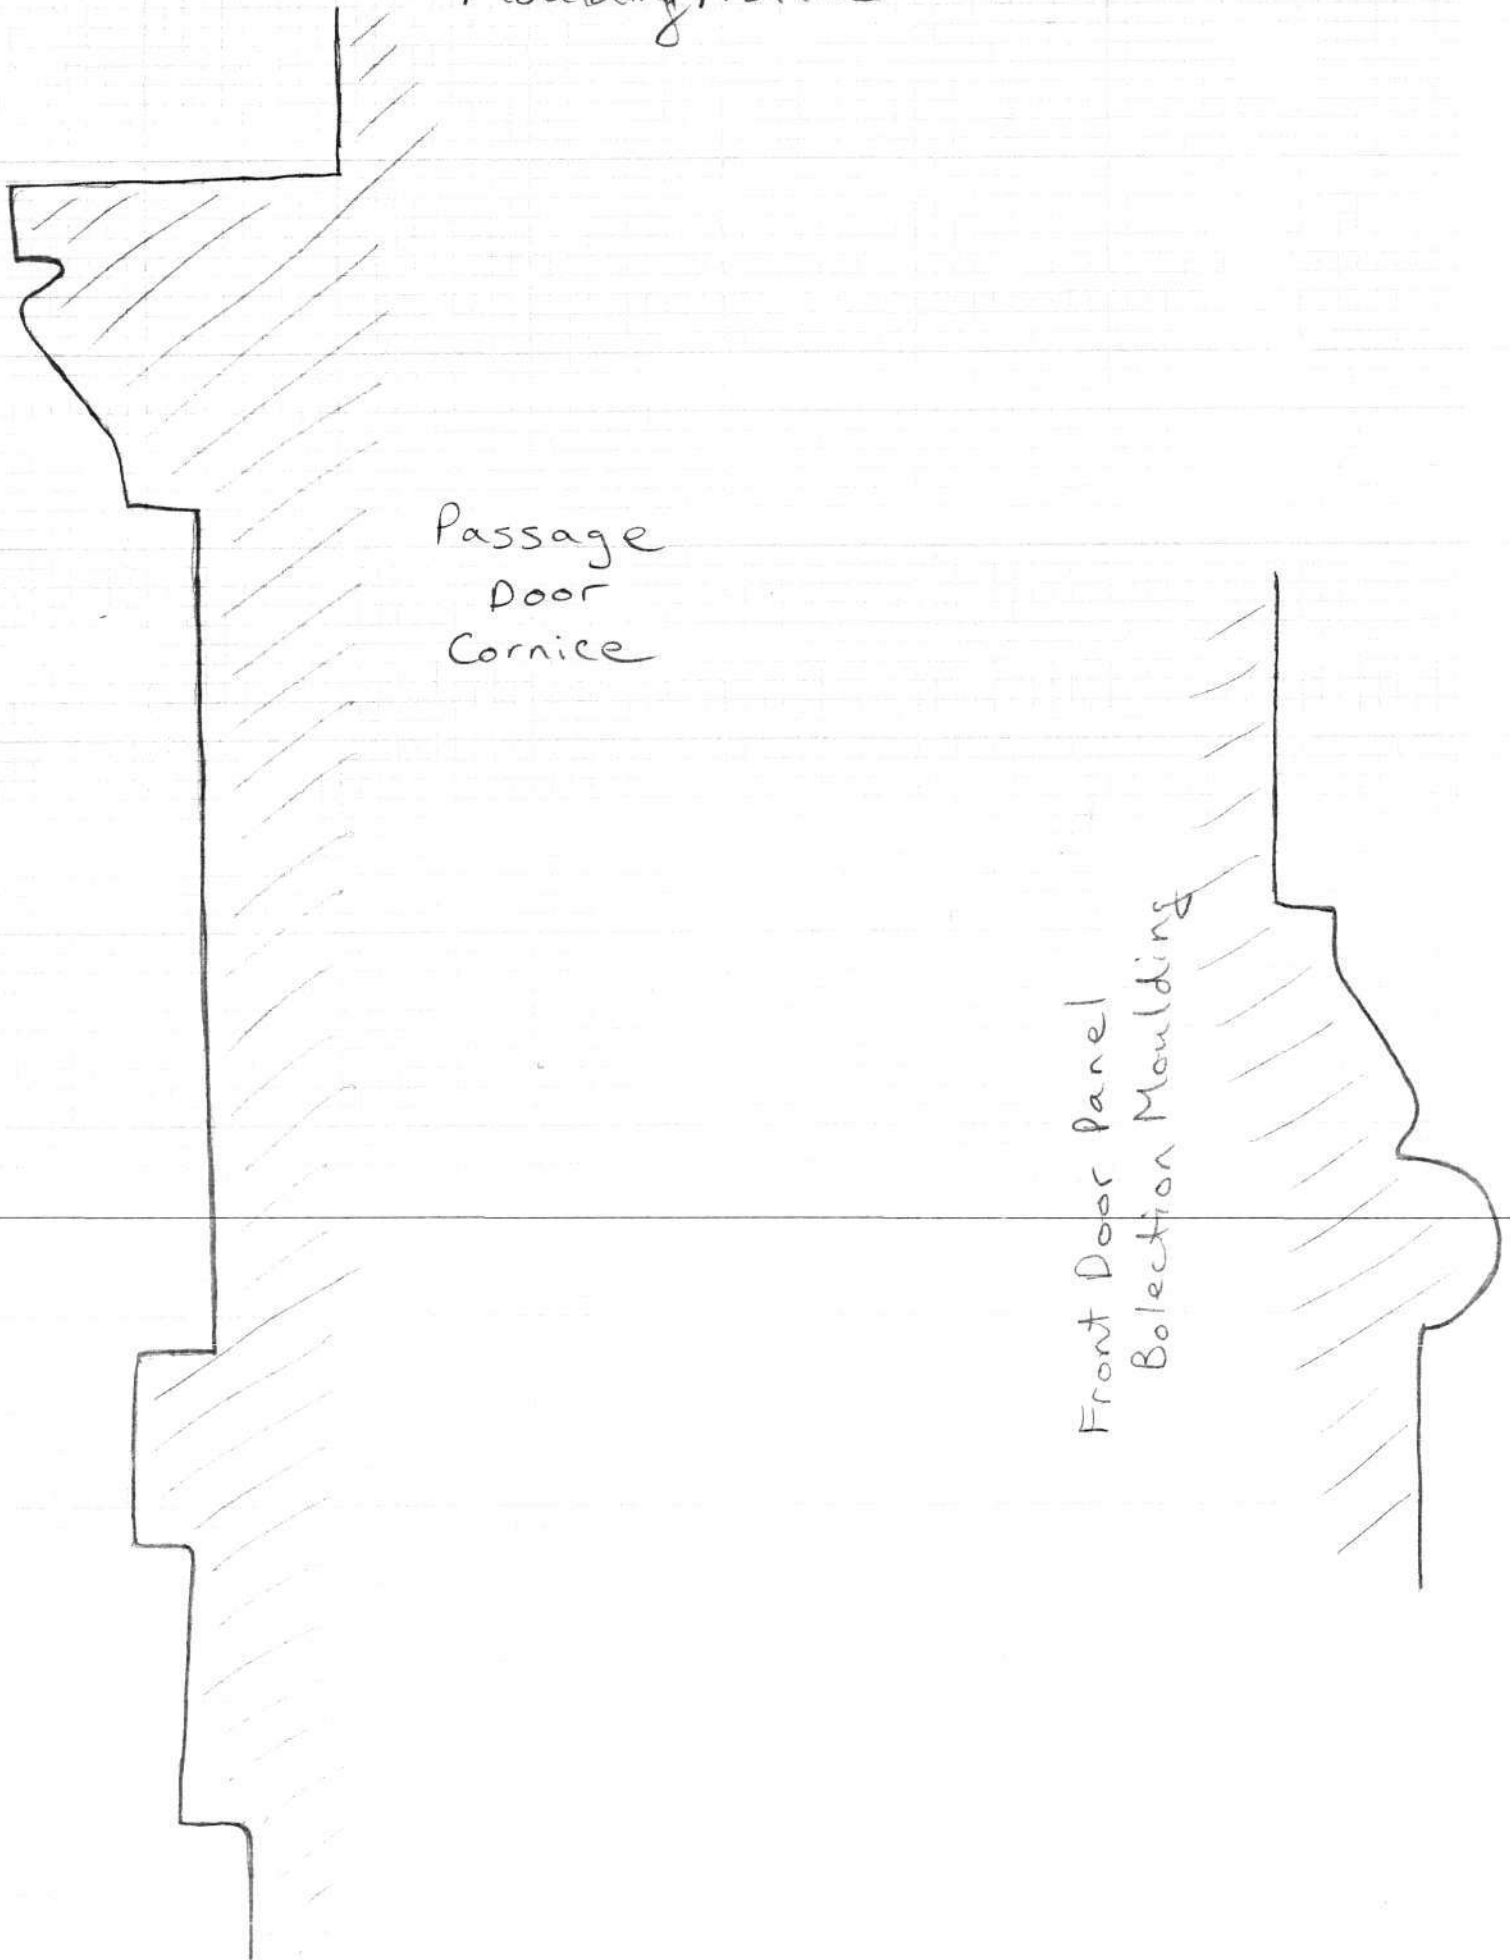 Passage
Door
Cornice
Front Door Panel
Bolection Moulding